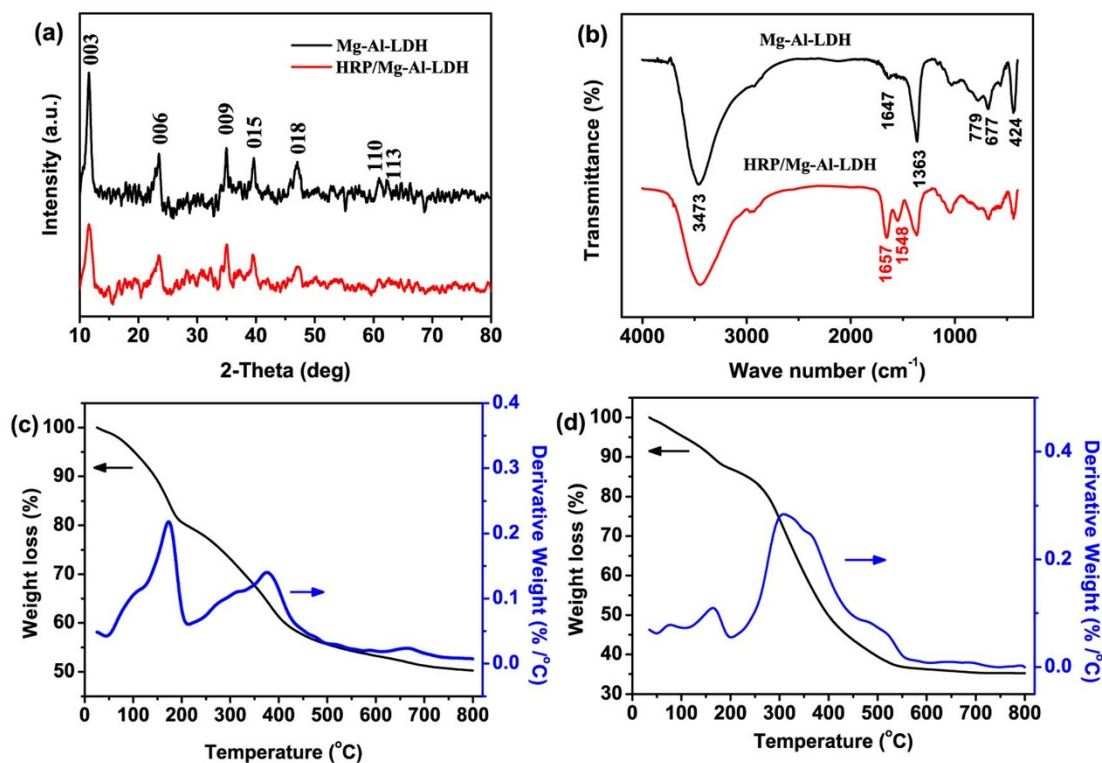 (a)
003
006
009
015
018
110
113
Mg-Al-LDH
HRP/Mg-Al-LDH
Intensity (a.u.)
10 20 30 40 50 60 70 80
2-Theta (deg)
(b)
Mg-Al-LDH
1647
779
677
424
HRP/Mg-Al-LDH
1363
3473
1657
1548
Transmittance (%)
4000 3000 2000 1000
Wave number (cm⁻¹)
(c)
100
90
80
70
60
50
Weight loss (%)
0.4
0.3
0.2
0.1
0.0
Derivative Weight (% /°C)
0 100 200 300 400 500 600 700 800
Temperature (°C)
(d)
100
90
80
70
60
50
40
30
Weight loss (%)
0.4
0.2
0.0
Derivative Weight (% /°C)
0 100 200 300 400 500 600 700 800
Temperature (°C)